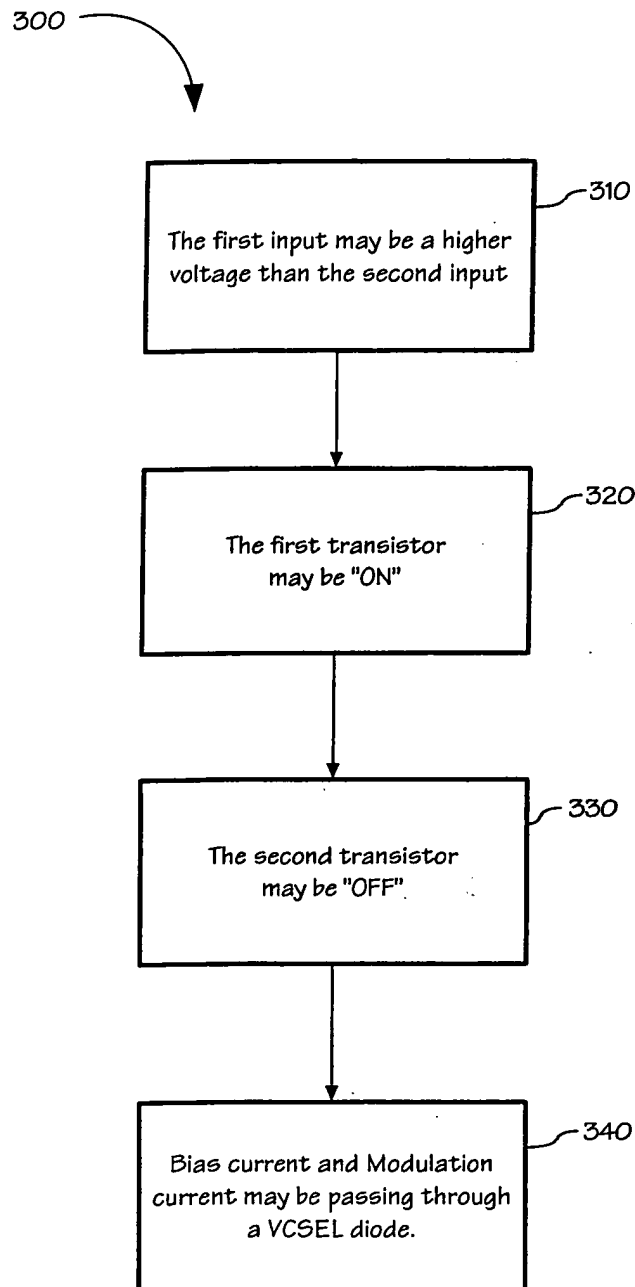 300
310
The first input may be a higher
voltage than the second input
320
The first transistor
may be "ON"
330
The second transistor
may be "OFF".
340
Bias current and Modulation
current may be passing through
a VCSEL diode.